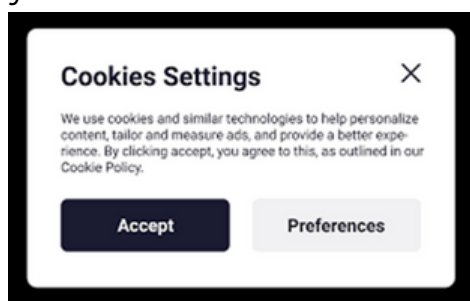 Cookies Settings
We use cookies and similar technologies to help personalize
content, tailor and measure ads, and provide a better expe-
rience. By clicking accept, you agree to this, as outlined in our
Cookie Policy.
Accept Preferences